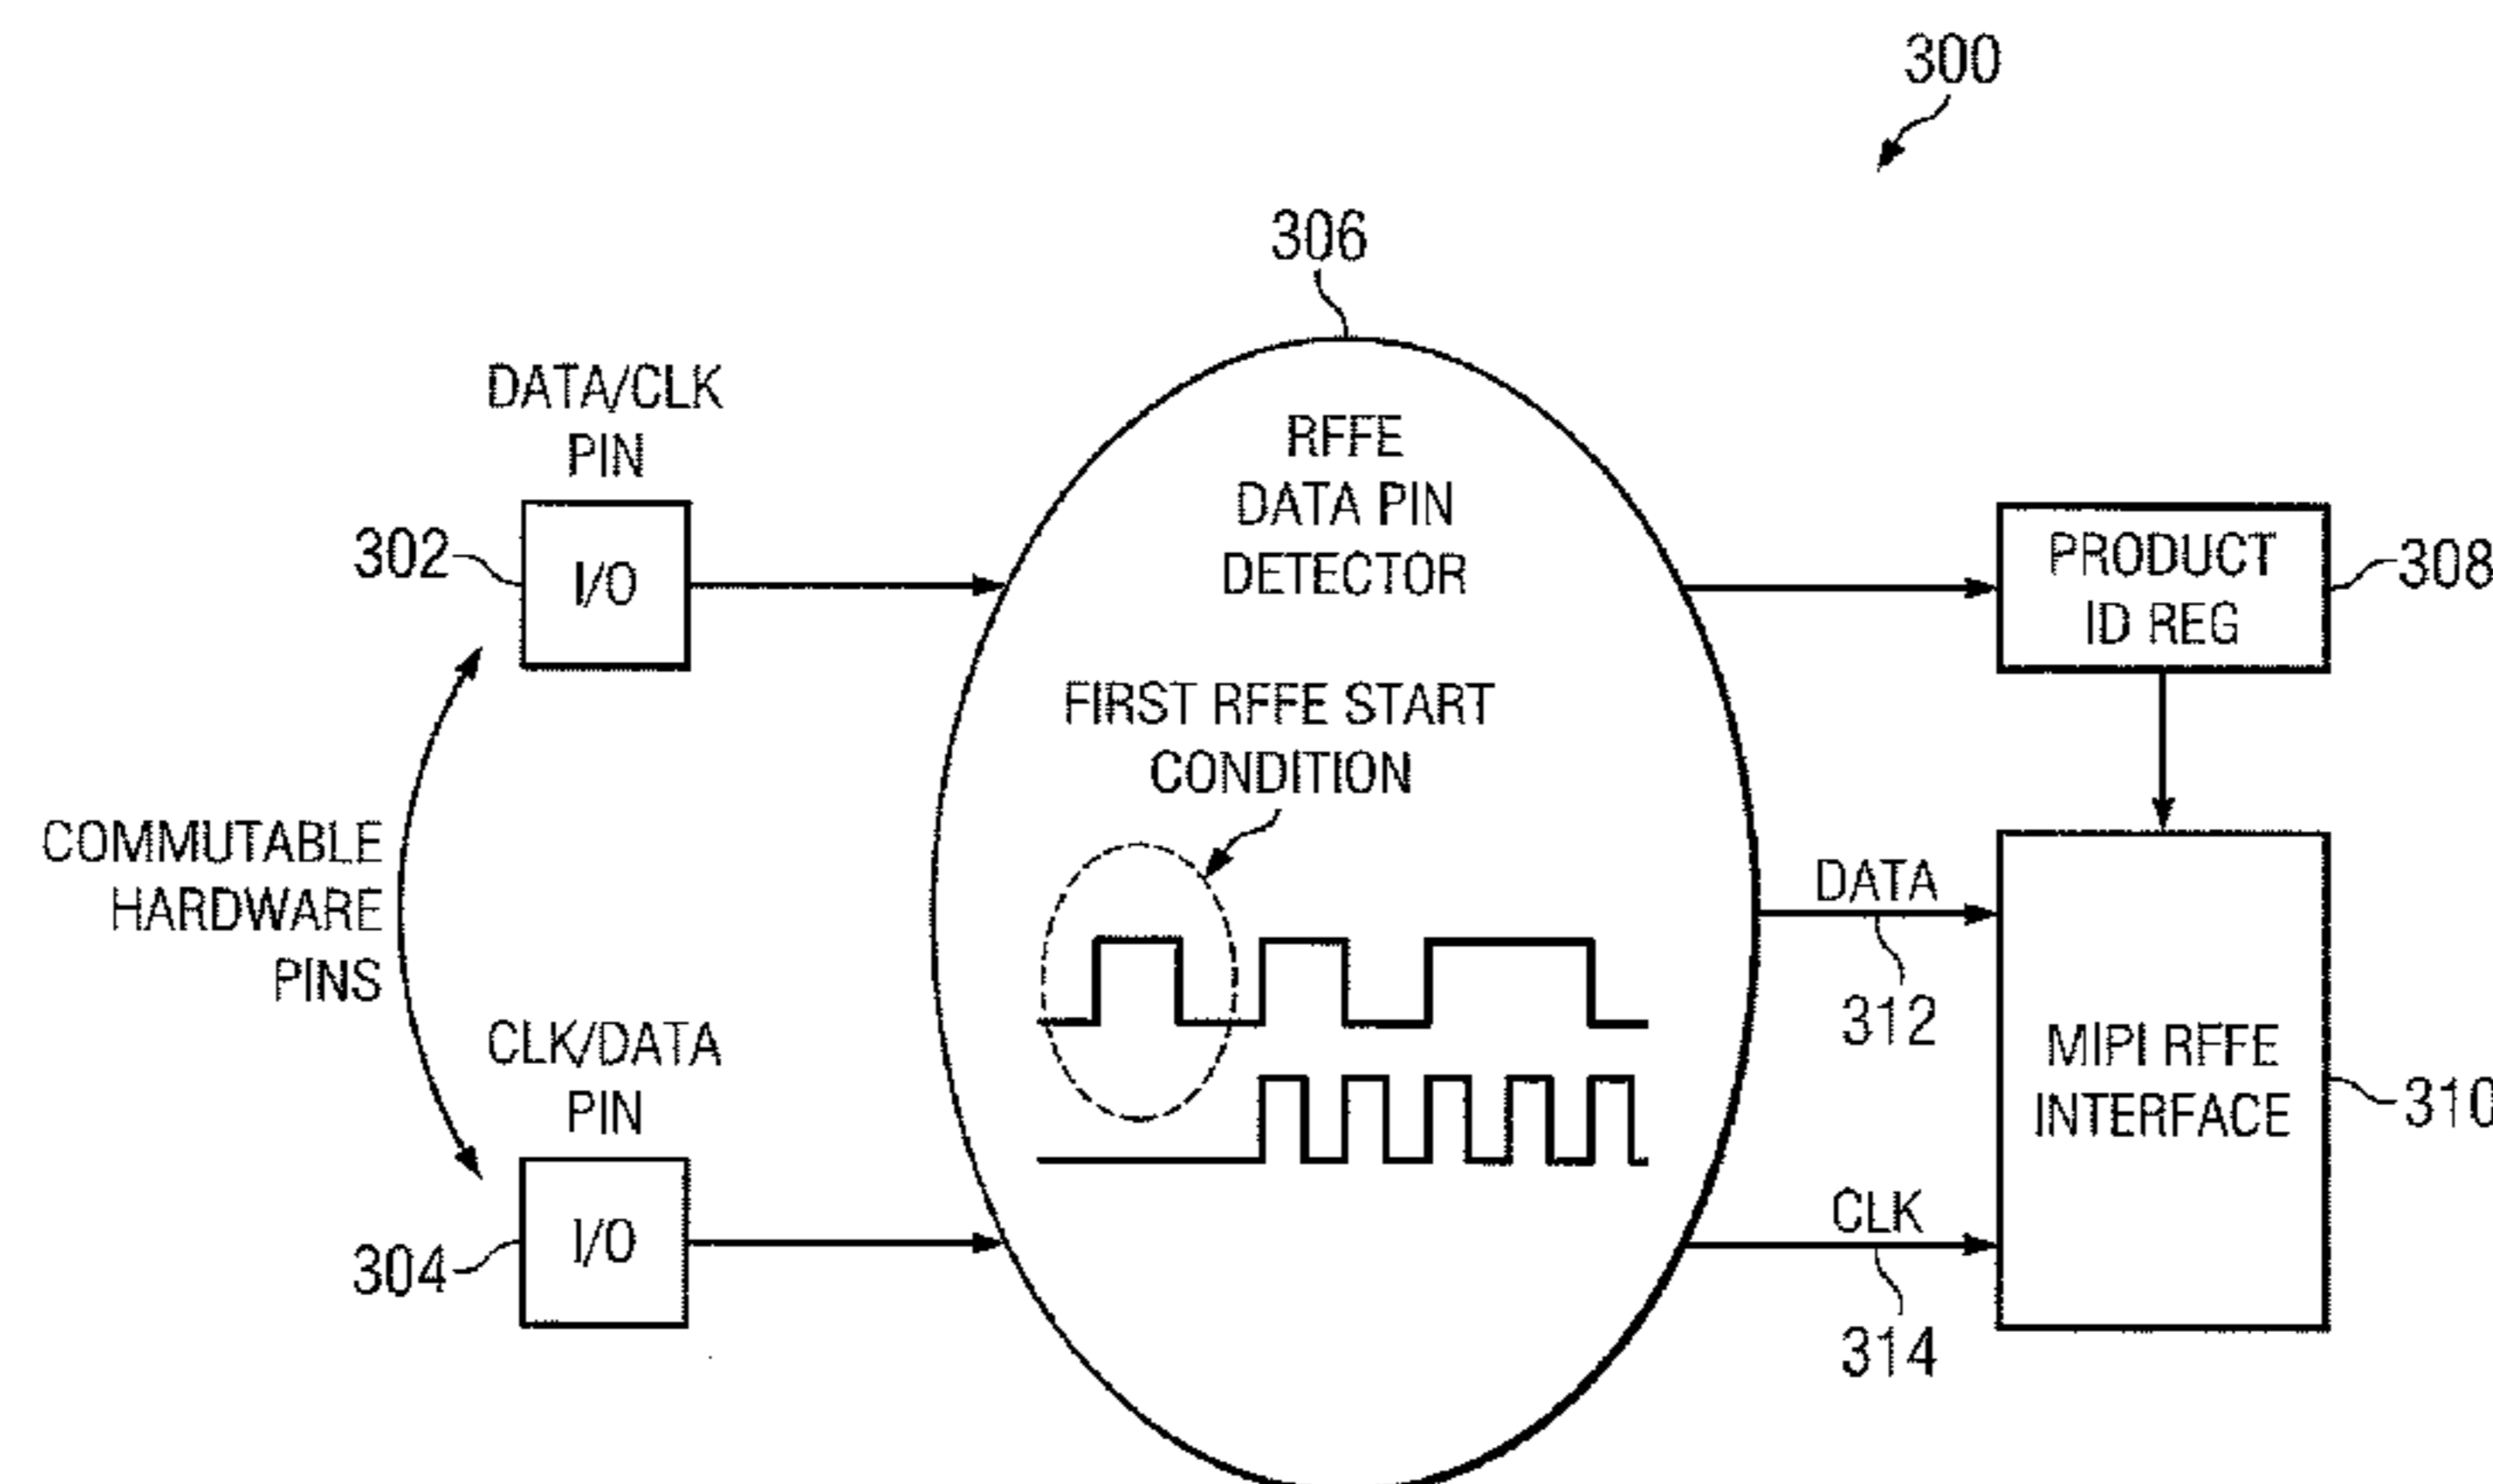 300
306
DATA/CLK
PIN
302
I/O
RFFE
DATA PIN
DETECTOR
PRODUCT
ID REG
308
FIRST RFFE START
CONDITION
COMMUTABLE
HARDWARE
PINS
DATA
312
CLK/DATA
PIN
304
I/O
MIPI RFFE
INTERFACE
310
CLK
314